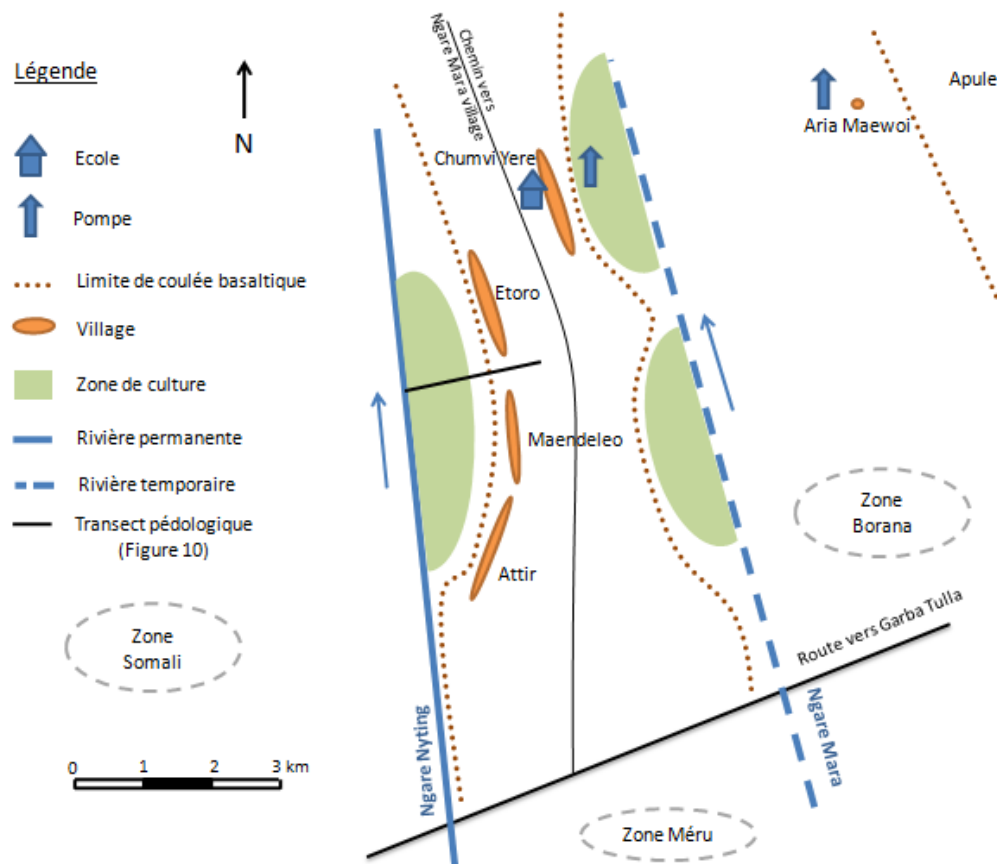 Légende
N
Ecole
Pompe
Limite de coulée basaltique
Village
Zone de culture
Rivière permanente
Rivière temporaire
Transect pédologique
(Figure 10)
Zone
Somali
0 1 2 3 km
Chemin vers
Ngare Mara village
Chumvi Yere
Etoro
Maendeleo
Attir
Aria Maewoi
Apule
Zone
Borana
Route vers Garba Tulla
Ngare Nyting
Ngare Mara
Zone Méru